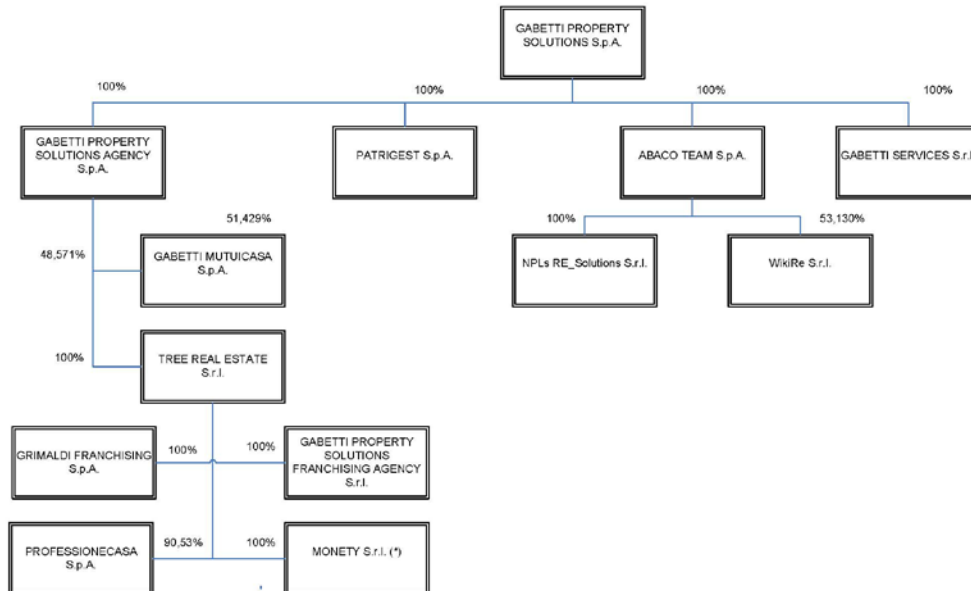 GABETTI PROPERTY
SOLUTIONS S.p.A.
100%
100%
100%
100%
GABETTI PROPERTY
SOLUTIONS AGENCY
S.p.A.
PATRIGEST S.p.A.
ABACO TEAM S.p.A.
GABETTI SERVICES S.r.l.
51,429%
48,571%
GABETTI MUTUICASA
S.p.A.
100%
53,130%
NPLs RE_Solutions S.r.l.
WikiRe S.r.l.
100%
TREE REAL ESTATE
S.r.l.
GRIMALDI FRANCHISING
S.p.A.
100%
100%
GABETTI PROPERTY
SOLUTIONS
FRANCHISING AGENCY
S.r.l.
PROFESSIONECASA
S.p.A.
90,53%
100%
MONETY S.r.l. (*)